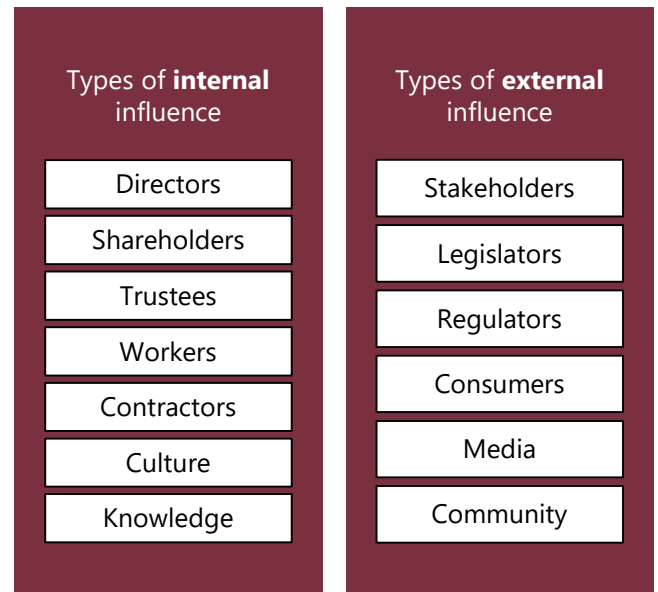 Types of internal
influence
Directors
Shareholders
Trustees
Workers
Contractors
Culture
Knowledge
Types of external
influence
Stakeholders
Legislators
Regulators
Consumers
Media
Community